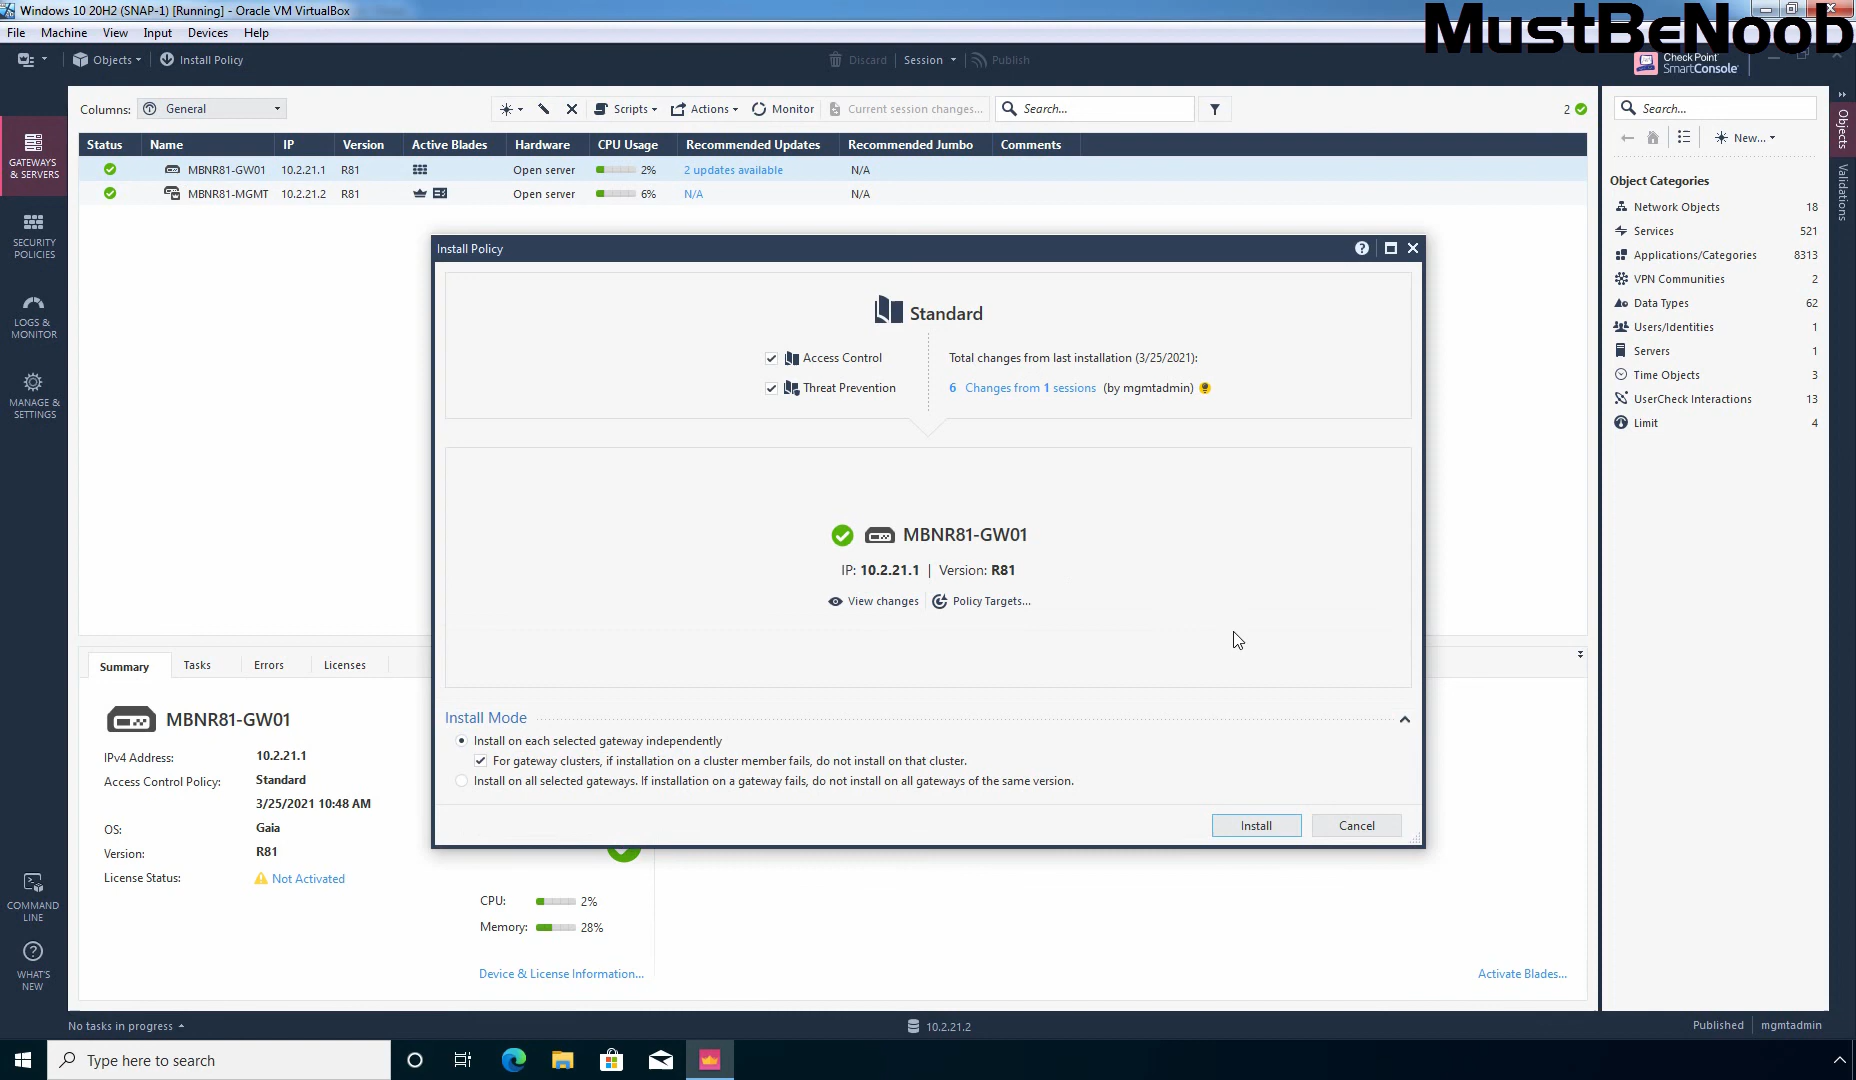 Windows 10 20H2 (SNAP-1) [Running] - Oracle VM VirtualBox
MustBeNoob
File Machine View Input Devices Help
Objects
Install Policy
Discard
Session
Publish
Check Point
SmartConsole
Columns:
General
Scripts
Actions
Monitor
Current session changes...
Search...
2
Search...
New...
Objects
Validations
GATEWAYS
& SERVERS
SECURITY
POLICIES
LOGS &
MONITOR
MANAGE &
SETTINGS
COMMAND
LINE
WHAT'S
NEW
Status Name IP Version Active Blades Hardware CPU Usage Recommended Updates Recommended Jumbo Comments
MBNR81-GW01 10.2.21.1 R81 Open server 2% 2 updates available N/A
MBNR81-MGMT 10.2.21.2 R81 Open server 6% N/A N/A
Object Categories
Network Objects 18
Services 521
Applications/Categories 8313
VPN Communities 2
Data Types 62
Users/Identities 1
Servers 1
Time Objects 3
UserCheck Interactions 13
Limit 4
Install Policy
Standard
Access Control
Threat Prevention
Total changes from last installation (3/25/2021):
6 Changes from 1 sessions (by mgmtadmin)
MBNR81-GW01
IP: 10.2.21.1 | Version: R81
View changes
Policy Targets...
Install Mode
Install on each selected gateway independently
For gateway clusters, if installation on a cluster member fails, do not install on that cluster.
Install on all selected gateways. If installation on a gateway fails, do not install on all gateways of the same version.
Install
Cancel
Summary Tasks Errors Licenses
MBNR81-GW01
IPv4 Address: 10.2.21.1
Access Control Policy: Standard
3/25/2021 10:48 AM
OS: Gaia
Version: R81
License Status: Not Activated
CPU: 2%
Memory: 28%
Device & License Information...
Activate Blades...
No tasks in progress
10.2.21.2
Published
mgmtadmin
Type here to search